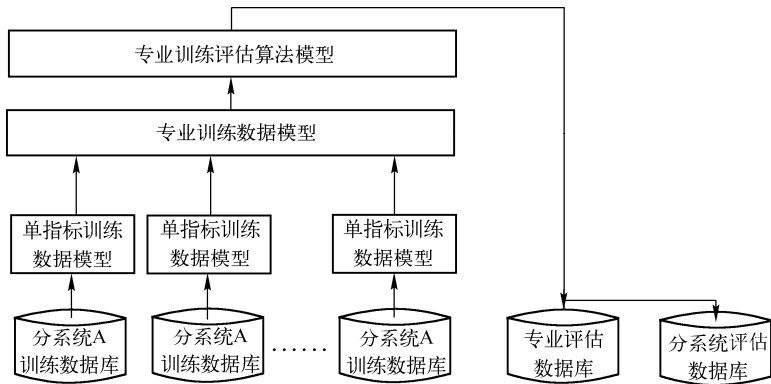 专业训练评估算法模型
专业训练数据模型
单指标训练
数据模型
单指标训练
数据模型
单指标训练
数据模型
分系统A
训练数据库
分系统A
训练数据库
……
分系统A
训练数据库
专业评估
数据库
分系统评估
数据库